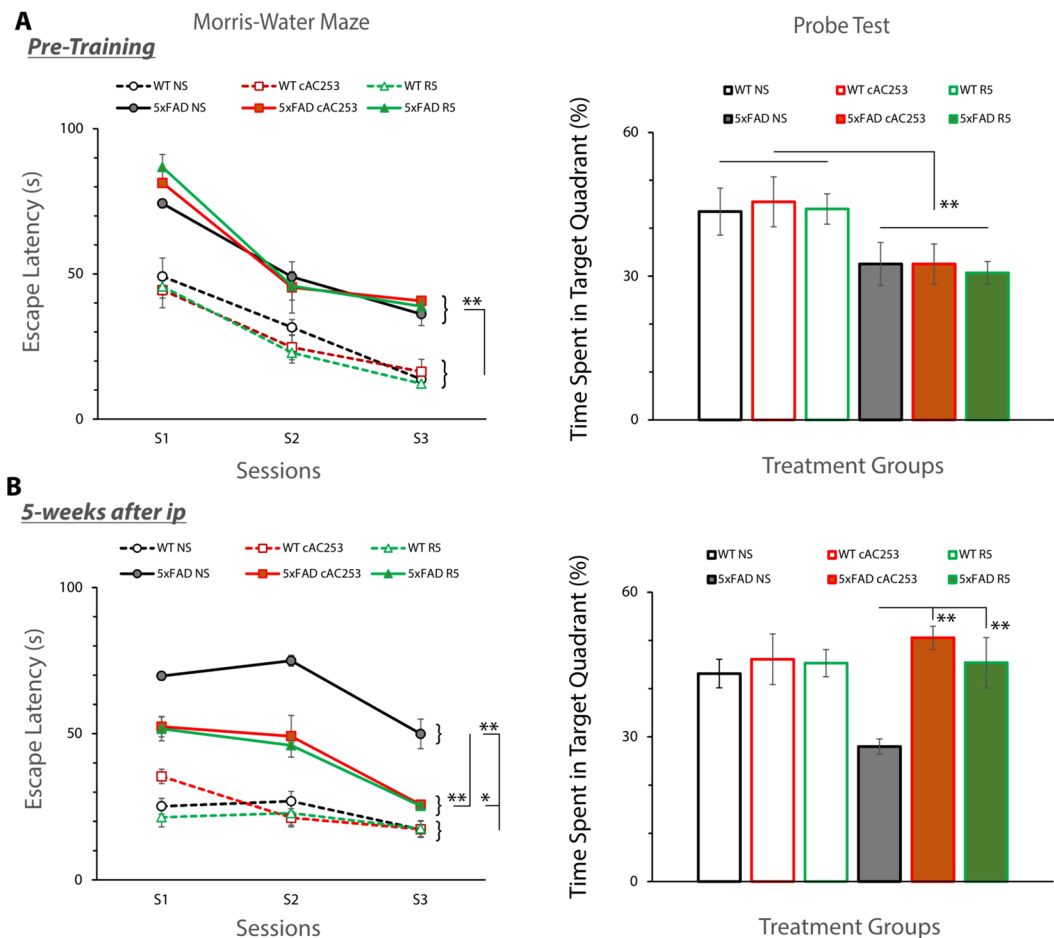 A
Morris-Water Maze
Probe Test
Pre-Training
WT NS WT cAC253 WT R5
5xFAD NS 5xFAD cAC253 5xFAD R5
100
50
0
Escape Latency (s)
**
S1 S2 S3
Sessions
WT NS WT cAC253 WT R5
5xFAD NS 5xFAD cAC253 5xFAD R5
60
30
0
Time Spent in Target Quadrant (%)
**
Treatment Groups
B
5-weeks after ip
WT NS WT cAC253 WT R5
5xFAD NS 5xFAD cAC253 5xFAD R5
100
50
0
Escape Latency (s)
**
** *
S1 S2 S3
Sessions
WT NS WT cAC253 WT R5
5xFAD NS 5xFAD cAC253 5xFAD R5
60
30
0
Time Spent in Target Quadrant (%)
** **
Treatment Groups